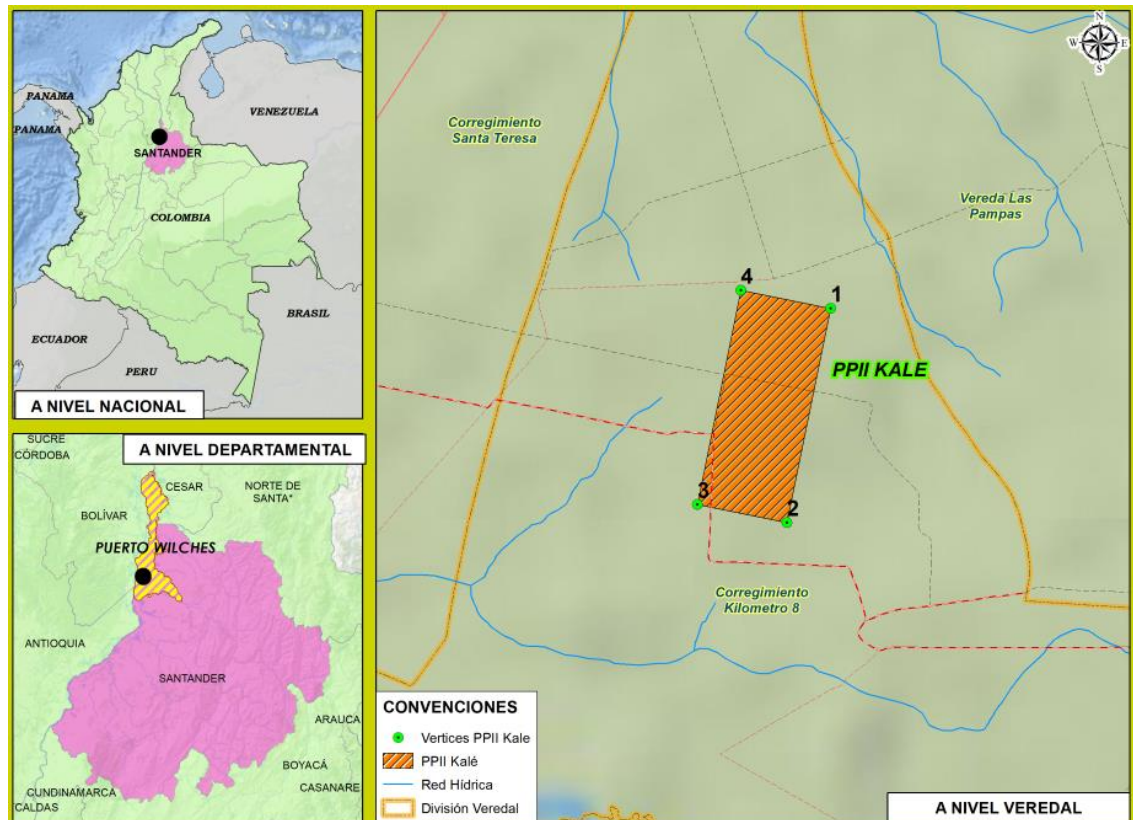 PANAMA
PANAMA
VENEZUELA
SANTANDER
COLOMBIA
BRASIL
ECUADOR
PERU
A NIVEL NACIONAL
A NIVEL DEPARTAMENTAL
SUCRE
CÓRDOBA
CESAR
NORTE DE
SANTA*
BOLÍVAR
PUERTO WILCHES
ANTIOQUIA
SANTANDER
ARAUCA
BOYACÁ
CASANARE
CUNDINAMARCA
CALDAS
N
W
E
S
Corregimiento
Santa Teresa
Vereda Las
Pampas
4
1
PPII KALE
3
2
Corregimiento
Kilometro 8
CONVENCIONES
Vertices PPII Kale
PPII Kalé
Red Hídrica
División Veredal
A NIVEL VEREDAL